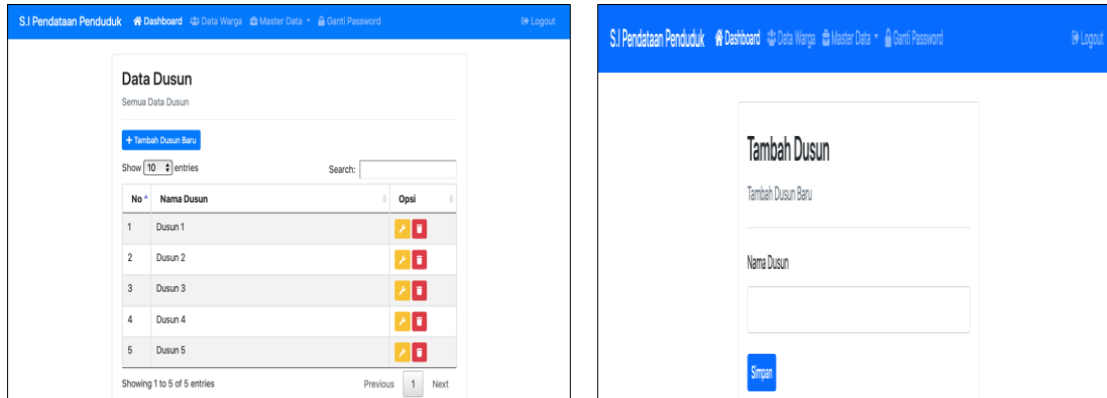 S.I Pendataan Penduduk Dashboard Data Warga Master Data Ganti Password Logout
Data Dusun
Semua Data Dusun
+ Tambah Dusun Baru
Show 10 entries Search:
No Nama Dusun Opsi
1 Dusun 1
2 Dusun 2
3 Dusun 3
4 Dusun 4
5 Dusun 5
Showing 1 to 5 of 5 entries Previous 1 Next
S.I Pendataan Penduduk Dashboard Data Warga Master Data Ganti Password Logout
Tambah Dusun
Tambah Dusun Baru
Nama Dusun
Simpan